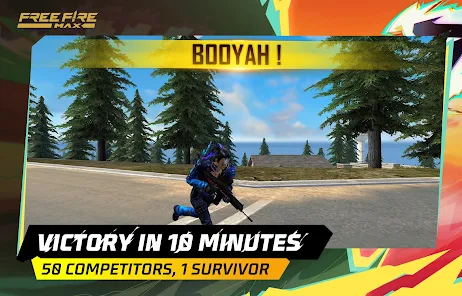 FREE FIRE
MAX
BOOYAH !
VICTORY IN 10 MINUTES
50 COMPETITORS, 1 SURVIVOR